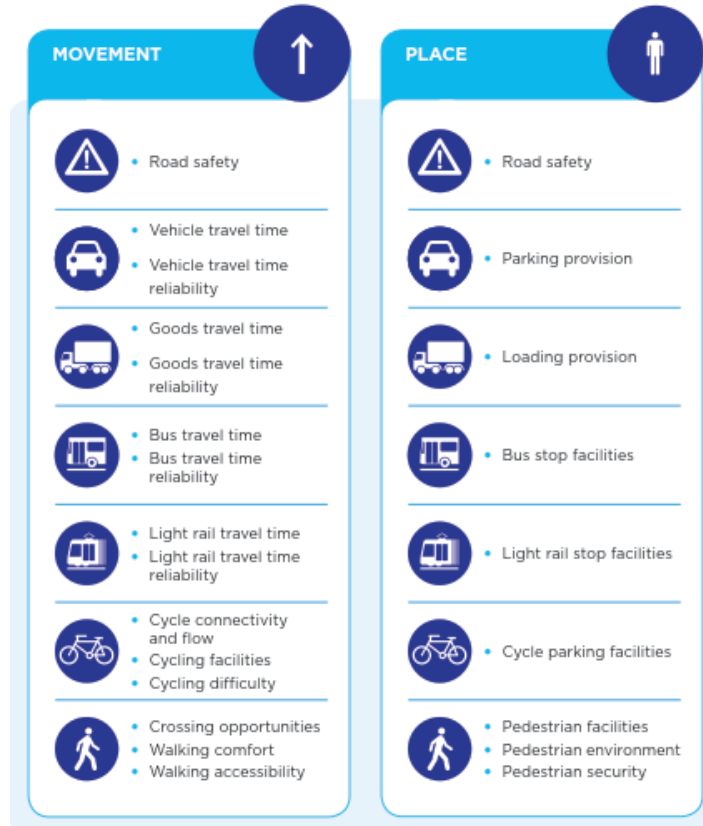 MOVEMENT
Road safety
Vehicle travel time
Vehicle travel time
reliability
Goods travel time
Goods travel time
reliability
Bus travel time
Bus travel time
reliability
Light rail travel time
Light rail travel time
reliability
Cycle connectivity
and flow
Cycling facilities
Cycling difficulty
Crossing opportunities
Walking comfort
Walking accessibility
PLACE
Road safety
Parking provision
Loading provision
Bus stop facilities
Light rail stop facilities
Cycle parking facilities
Pedestrian facilities
Pedestrian environment
Pedestrian security